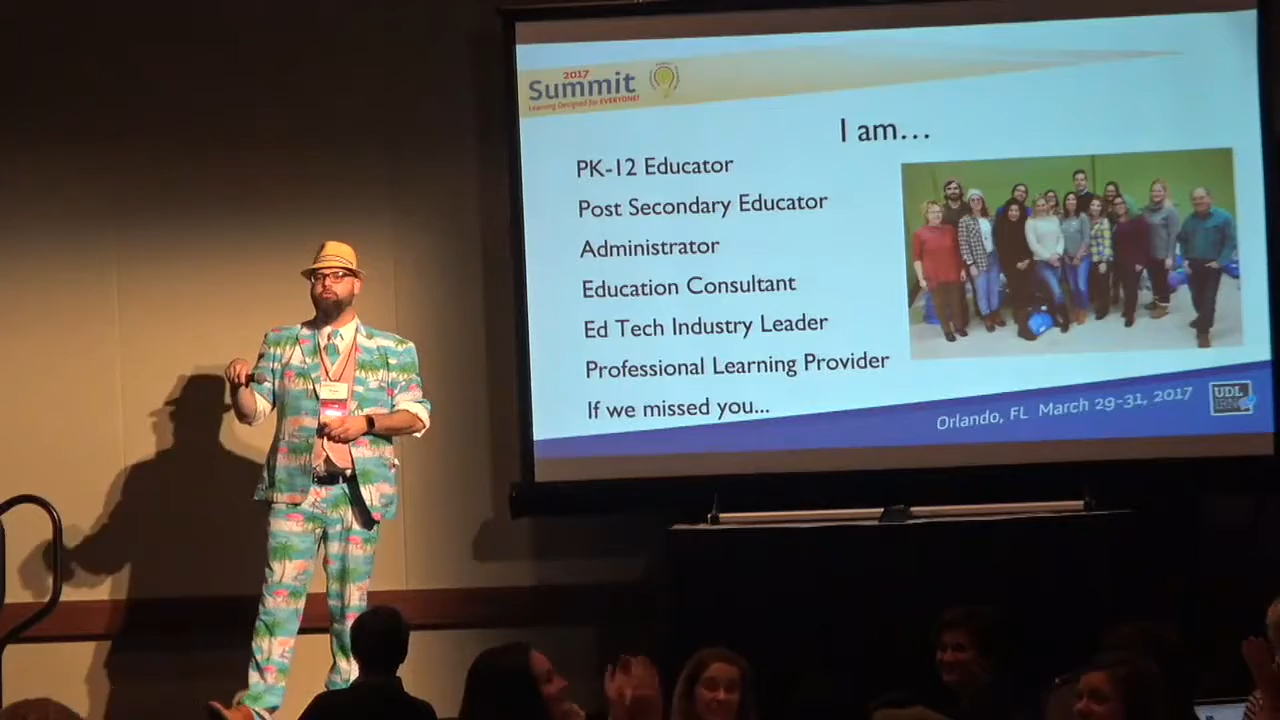 2017
Summit
Learning Designed for EVERYONE!
I am...
PK-12 Educator
Post Secondary Educator
Administrator
Education Consultant
Ed Tech Industry Leader
Professional Learning Provider
If we missed you...
Orlando, FL March 29-31, 2017
UDL
IRN